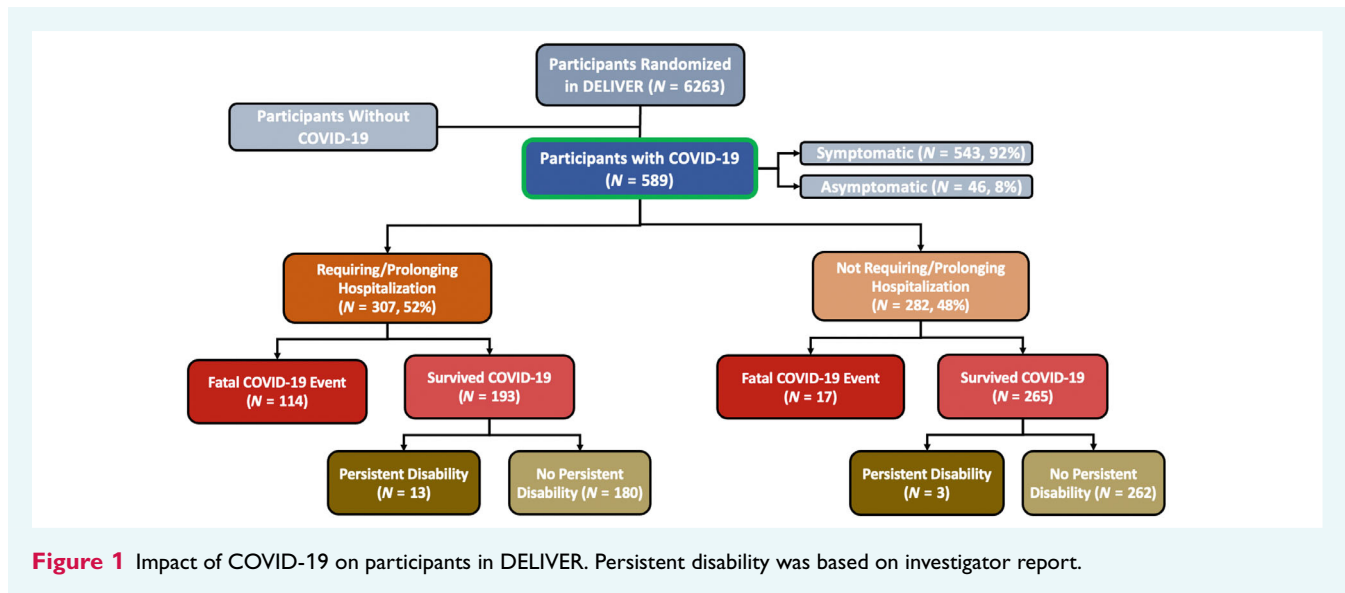 Participants Randomized
in DELIVER (N = 6263)
Participants Without
COVID-19
Participants with COVID-19
(N = 589)
Symptomatic (N = 543, 92%)
Asymptomatic (N = 46, 8%)
Requiring/Prolonging
Hospitalization
(N = 307, 52%)
Not Requiring/Prolonging
Hospitalization
(N = 282, 48%)
Fatal COVID-19 Event
(N = 114)
Survived COVID-19
(N = 193)
Fatal COVID-19 Event
(N = 17)
Survived COVID-19
(N = 265)
Persistent Disability
(N = 13)
No Persistent
Disability (N = 180)
Persistent Disability
(N = 3)
No Persistent
Disability (N = 262)
Figure 1 Impact of COVID-19 on participants in DELIVER. Persistent disability was based on investigator report.